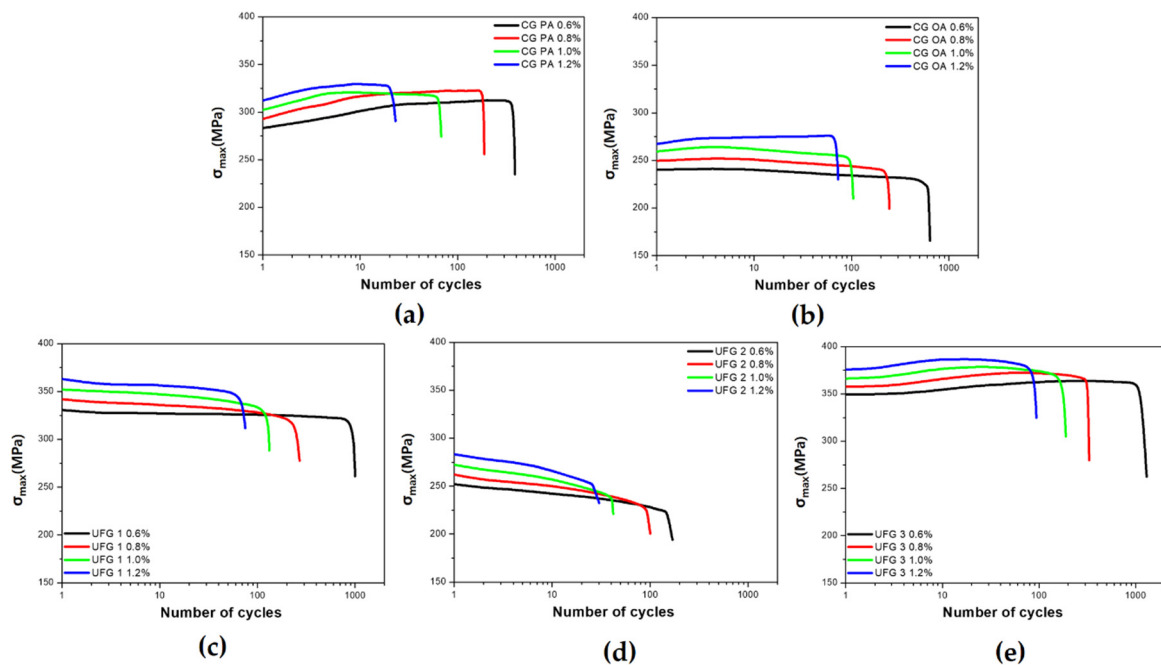 400
350
300
250
200
150
σmax(MPa)
CG PA 0.6%
CG PA 0.8%
CG PA 1.0%
CG PA 1.2%
1 10 100 1000
Number of cycles
(a)
400
350
300
250
200
150
σmax(MPa)
CG OA 0.6%
CG OA 0.8%
CG OA 1.0%
CG OA 1.2%
1 10 100 1000
Number of cycles
(b)
400
350
300
250
200
150
σmax(MPa)
UFG 1 0.6%
UFG 1 0.8%
UFG 1 1.0%
UFG 1 1.2%
1 10 100 1000
Number of cycles
(c)
400
350
300
250
200
150
σmax(MPa)
UFG 2 0.6%
UFG 2 0.8%
UFG 2 1.0%
UFG 2 1.2%
1 10 100 1000
Number of cycles
(d)
400
350
300
250
200
150
σmax(MPa)
UFG 3 0.6%
UFG 3 0.8%
UFG 3 1.0%
UFG 3 1.2%
1 10 100 1000
Number of cycles
(e)